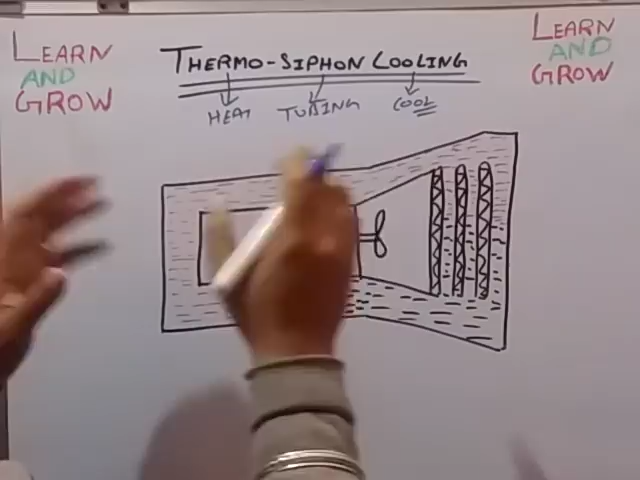 LEARN
AND
GROW
THERMO-SIPHON COOLING
HEAT TUBING COOL
LEARN
AND
GROW